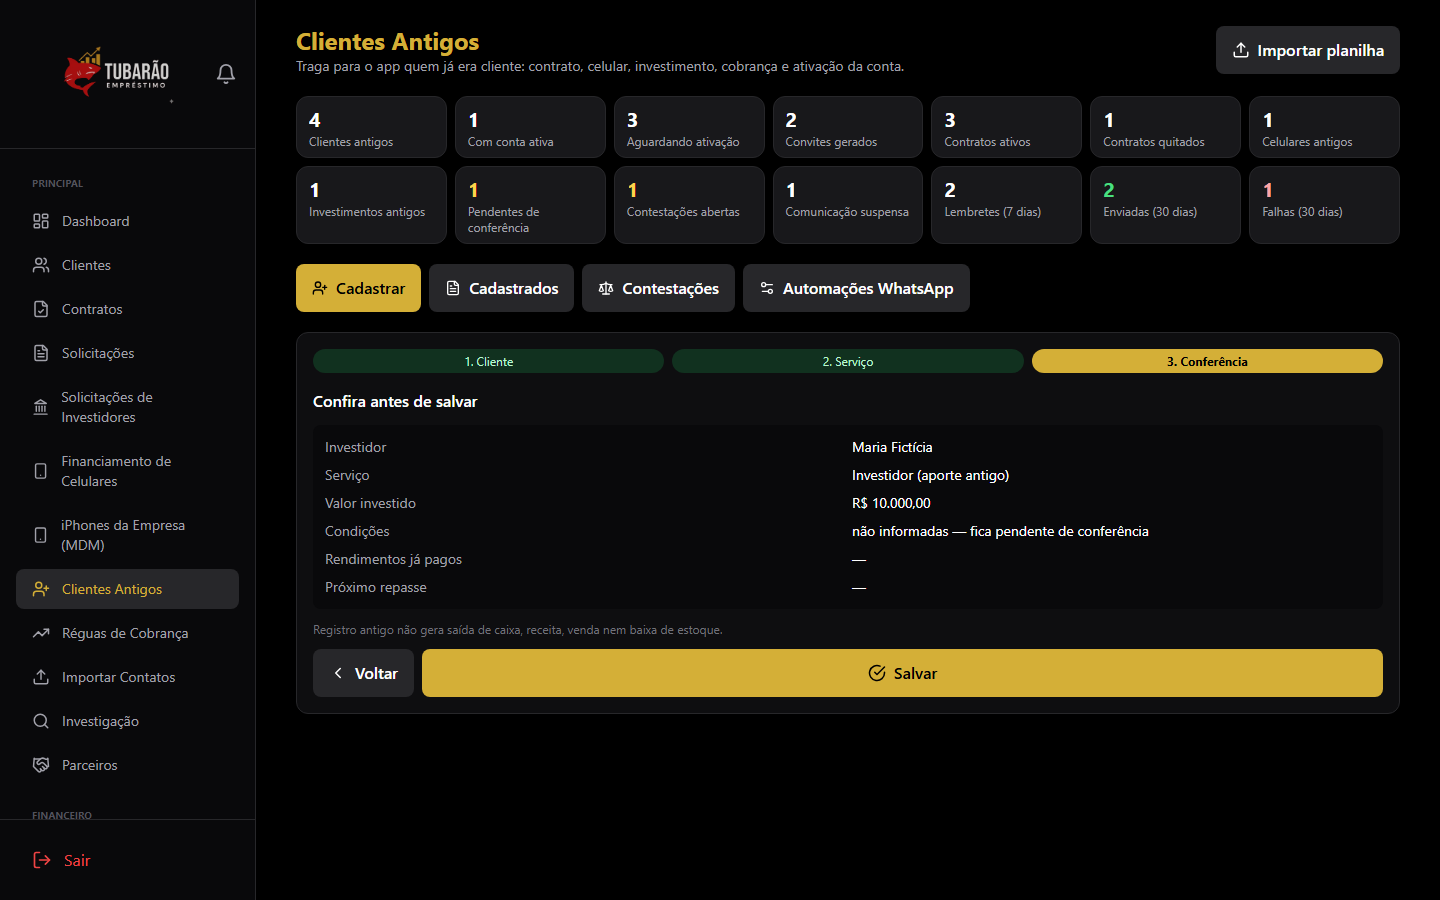 TUBARÃO
EMPRÉSTIMO
PRINCIPAL
Dashboard
Clientes
Contratos
Solicitações
Solicitações de
Investidores
Financiamento de
Celulares
iPhones da Empresa
(MDM)
Clientes Antigos
Réguas de Cobrança
Importar Contatos
Investigação
Parceiros
FINANCEIRO
Sair
Clientes Antigos
Traga para o app quem já era cliente: contrato, celular, investimento, cobrança e ativação da conta.
Importar planilha
4
Clientes antigos
1
Com conta ativa
3
Aguardando ativação
2
Convites gerados
3
Contratos ativos
1
Contratos quitados
1
Celulares antigos
1
Investimentos antigos
1
Pendentes de
conferência
1
Contestações abertas
1
Comunicação suspensa
2
Lembretes (7 dias)
2
Enviadas (30 dias)
1
Falhas (30 dias)
Cadastrar
Cadastrados
Contestações
Automações WhatsApp
1. Cliente
2. Serviço
3. Conferência
Confira antes de salvar
Investidor Maria Fictícia
Serviço Investidor (aporte antigo)
Valor investido R$ 10.000,00
Condições não informadas — fica pendente de conferência
Rendimentos já pagos —
Próximo repasse —
Registro antigo não gera saída de caixa, receita, venda nem baixa de estoque.
Voltar
Salvar